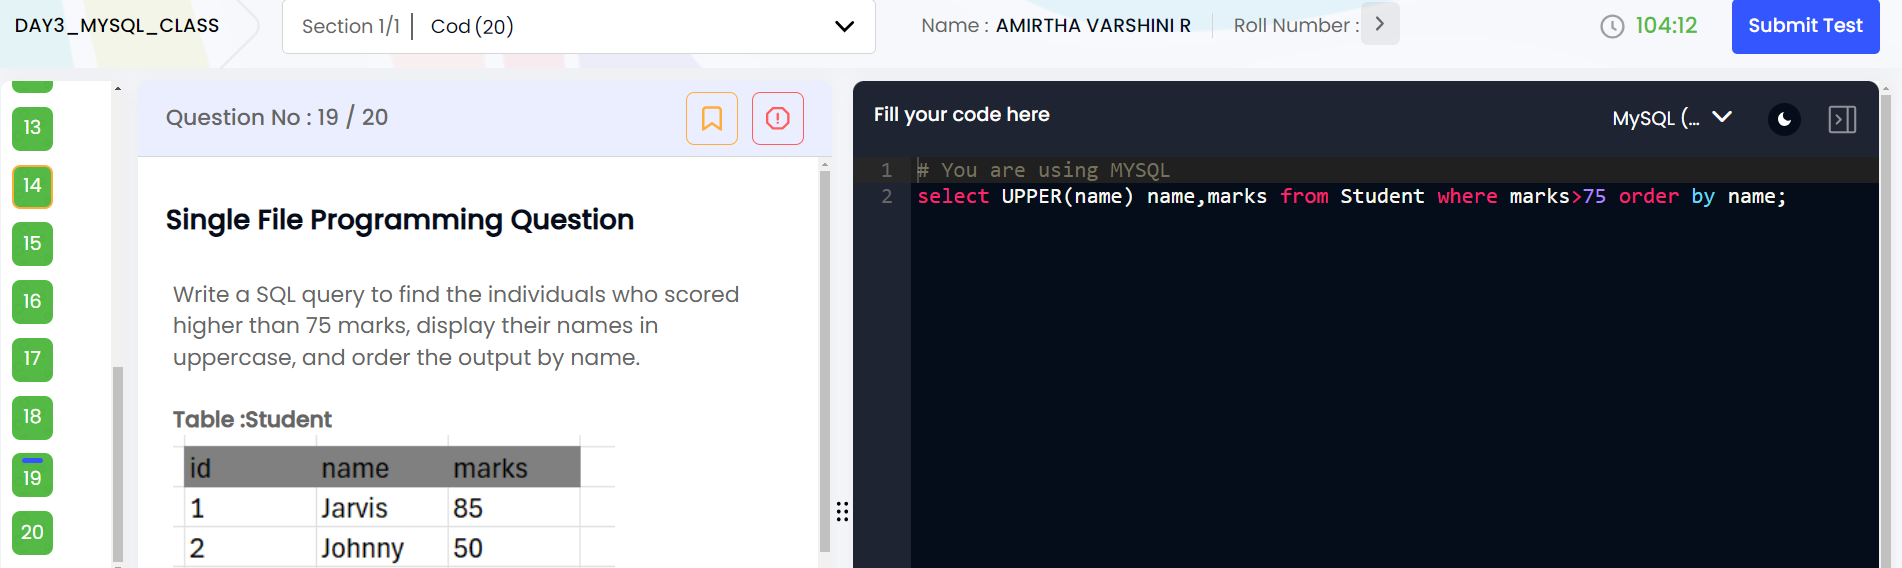 DAY3_MYSQL_CLASS
Section 1/1
Cod (20)
Name : AMIRTHA VARSHINI R
Roll Number :
104:12
Submit Test
13
14
15
16
17
18
19
20
Question No : 19 / 20
Single File Programming Question
Write a SQL query to find the individuals who scored
higher than 75 marks, display their names in
uppercase, and order the output by name.
Table :Student
id name marks
1 Jarvis 85
2 Johnny 50
Fill your code here
MySQL (...
1 # You are using MYSQL
2 select UPPER(name) name,marks from Student where marks>75 order by name;